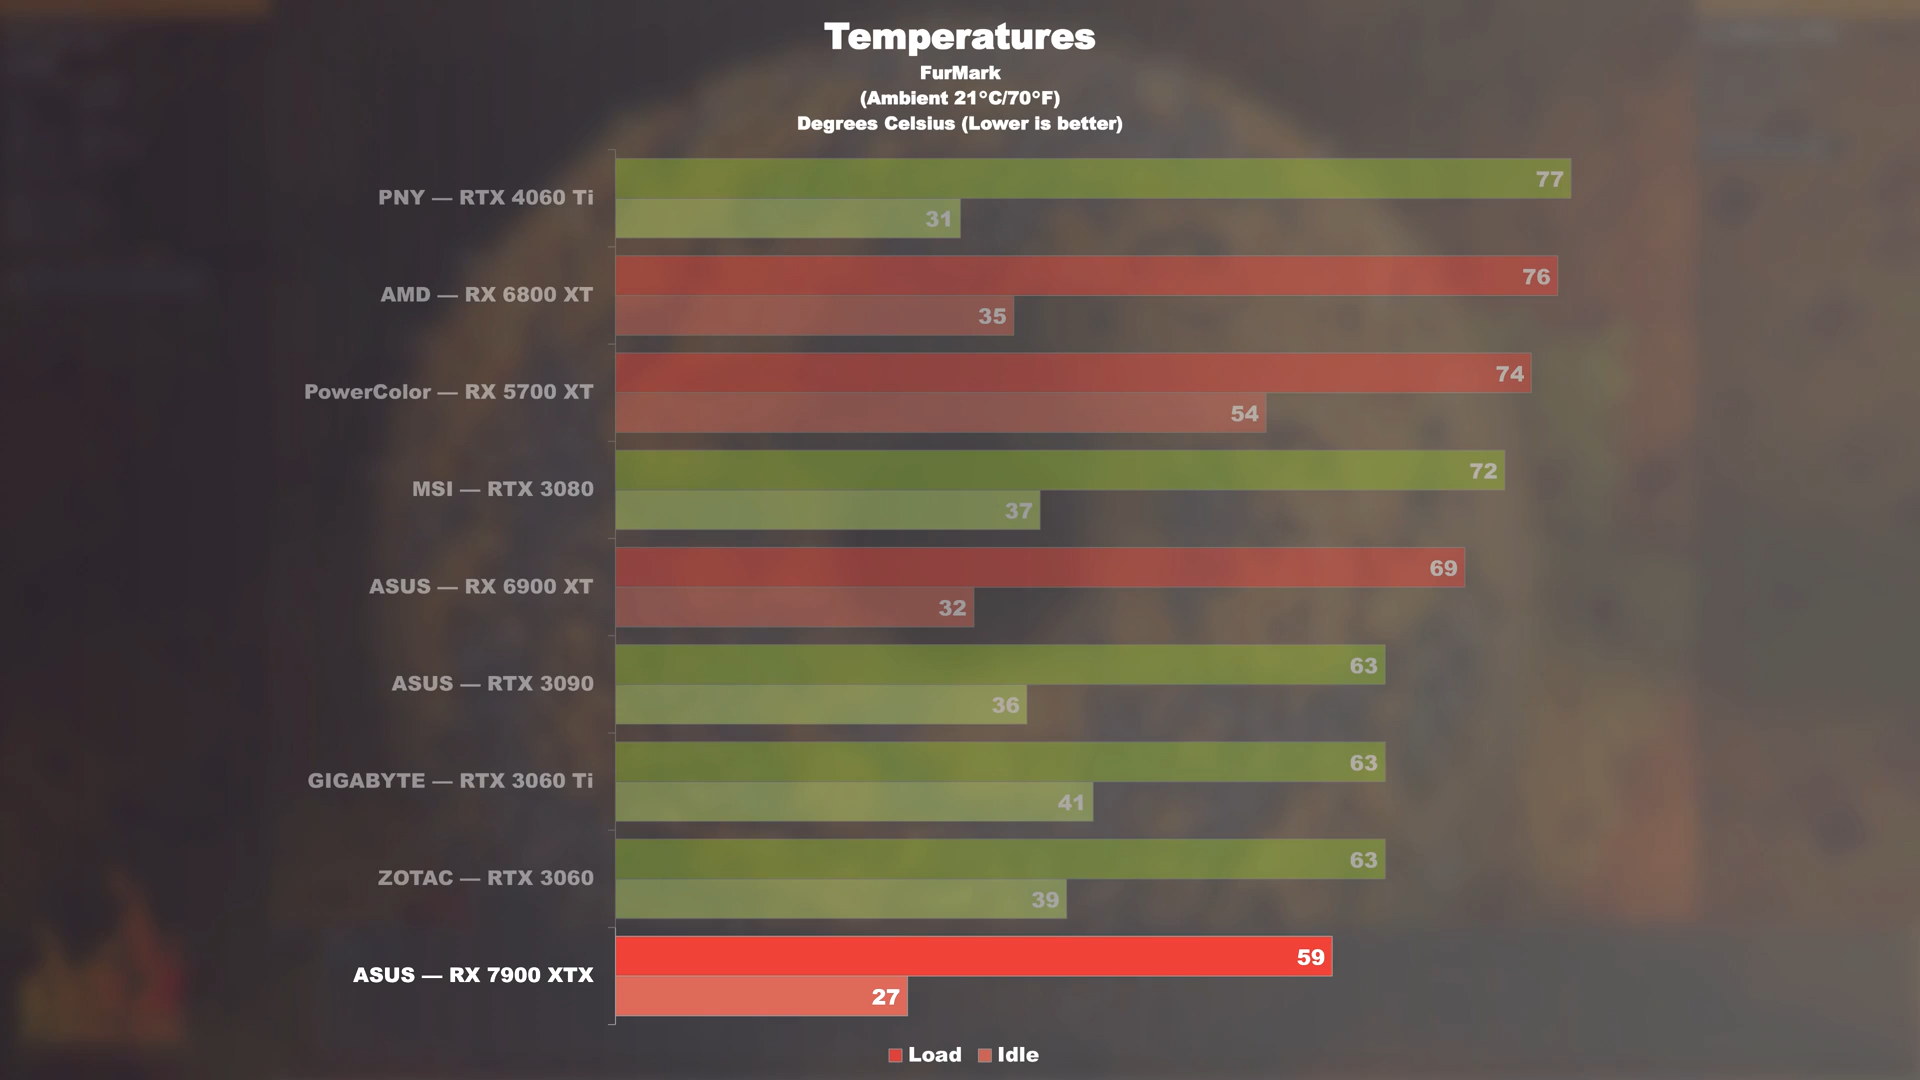 Temperatures
FurMark
(Ambient 21°C/70°F)
Degrees Celsius (Lower is better)
PNY — RTX 4060 Ti
77
31
AMD — RX 6800 XT
76
35
PowerColor — RX 5700 XT
74
54
MSI — RTX 3080
72
37
ASUS — RX 6900 XT
69
32
ASUS — RTX 3090
63
36
GIGABYTE — RTX 3060 Ti
63
41
ZOTAC — RTX 3060
63
39
ASUS — RX 7900 XTX
59
27
Load Idle